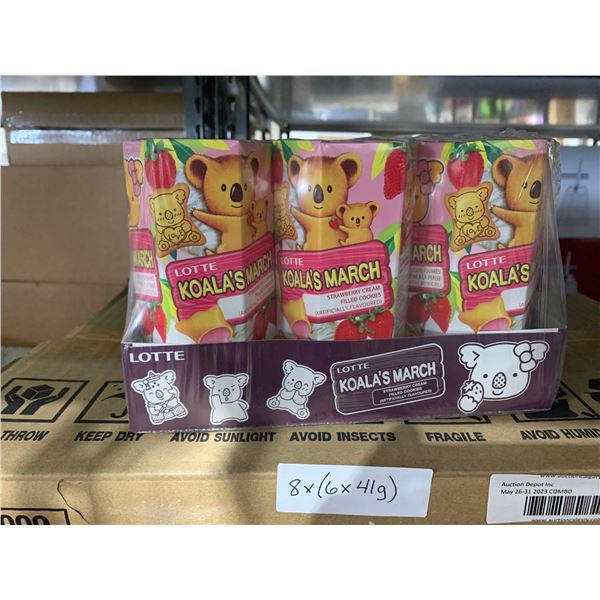 LOTTE
KOALA'S MARCH
LOTTE
KOALA'S MARCH
STRAWBERRY CREAM
FILLED COOKIES
(ARTIFICIALLY FLAVOURED)
LOTTE
LOTTE
KOALA'S MARCH
STRAWBERRY CREAM
FILLED COOKIES
(ARTIFICIALLY FLAVOURED)
THROW
KEEP DRY
AVOID SUNLIGHT
AVOID INSECTS
FRAGILE
AVOID HUMID
8x(6x41g)
Auction Depot Inc
May 26-31 2023 COMBO